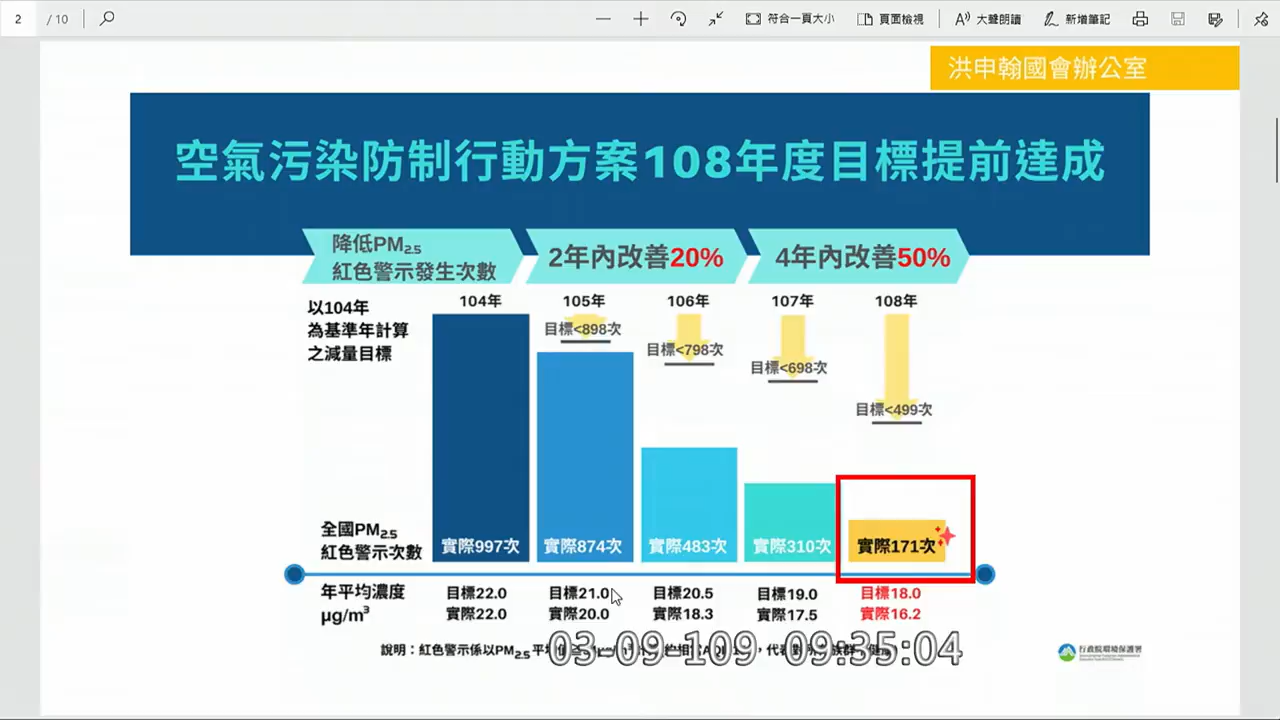 2 / 10 符合一頁大小 頁面檢視 大聲朗讀 新增筆記
洪申翰國會辦公室
空氣污染防制行動方案108年度目標提前達成
降低PM2.5
紅色警示發生次數
2年內改善20%
4年內改善50%
以104年
為基準年計算
之減量目標
104年 105年 106年 107年 108年
目標<898次
目標<798次
目標<698次
目標<499次
全國PM2.5
紅色警示次數
實際997次 實際874次 實際483次 實際310次 實際171次
年平均濃度
μg/m³
目標22.0 目標21.0 目標20.5 目標19.0 目標18.0
實際22.0 實際20.0 實際18.3 實際17.5 實際16.2
說明：紅色警示係以PM2.5平均
03-09-109 09:35:04
行政院環境保護署